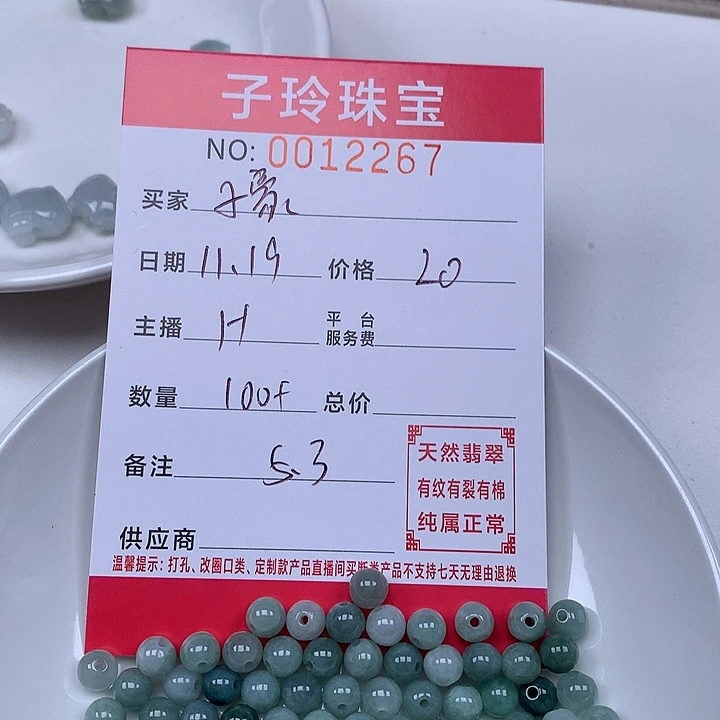 子玲珠宝
NO: 0012267
买家
日期 11.19 价格 20
主播 H 平台服务费
数量 100+ 总价
备注 5.3
天然翡翠
有纹有裂有棉
纯属正常
供应商
温馨提示：打孔、改圈口类、定制款产品直播间买断类产品不支持七天无理由退换